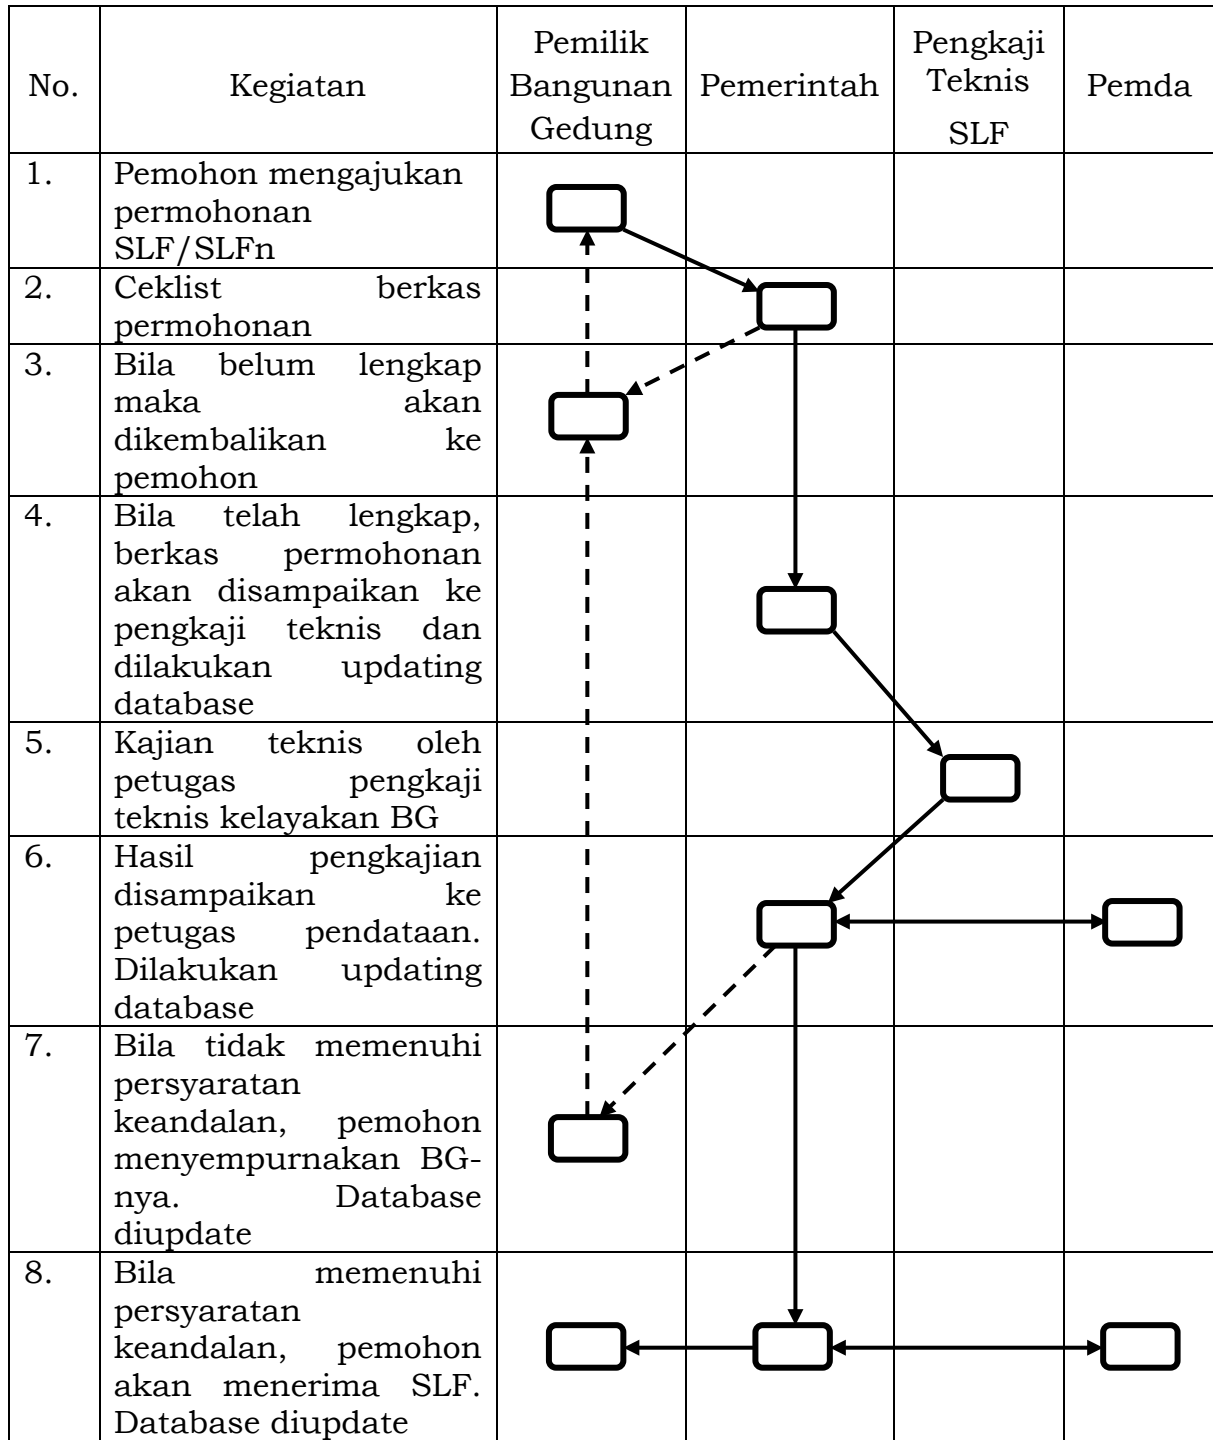 No.
Kegiatan
Pemilik
Bangunan
Gedung
Pemerintah
Pengkaji
Teknis
SLF
Pemda
1.
Pemohon mengajukan
permohonan
SLF/SLFn
2.
Ceklist berkas
permohonan
3.
Bila belum lengkap
maka akan
dikembalikan ke
pemohon
4.
Bila telah lengkap,
berkas permohonan
akan disampaikan ke
pengkaji teknis dan
dilakukan updating
database
5.
Kajian teknis oleh
petugas pengkaji
teknis kelayakan BG
6.
Hasil pengkajian
disampaikan ke
petugas pendataan.
Dilakukan updating
database
7.
Bila tidak memenuhi
persyaratan
keandalan, pemohon
menyempurnakan BG-
nya. Database
diupdate
8.
Bila memenuhi
persyaratan
keandalan, pemohon
akan menerima SLF.
Database diupdate